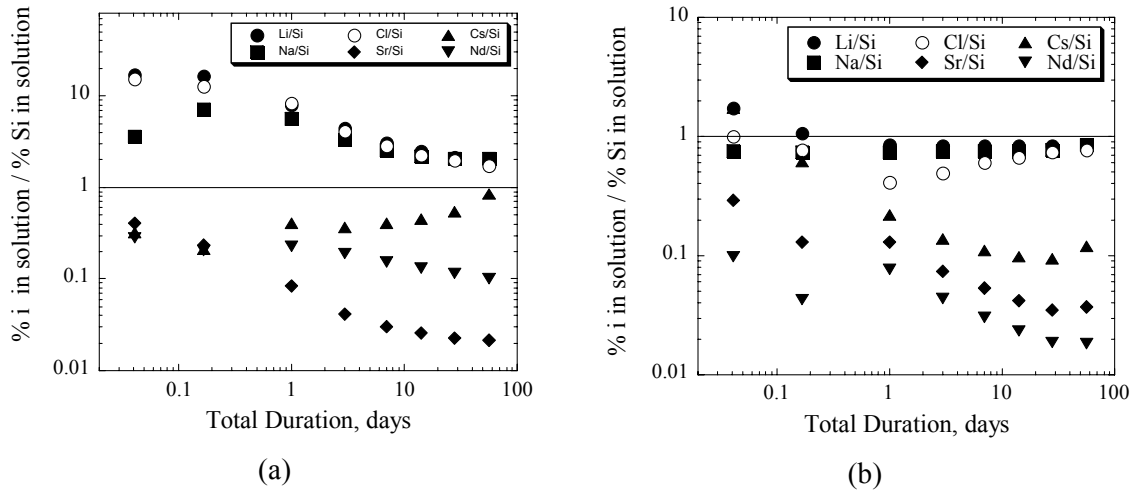 Li/Si Cl/Si Cs/Si
Na/Si Sr/Si Nd/Si
% i in solution / % Si in solution
10
1
0.1
0.01
0.1 1 10 100
Total Duration, days
(a)
Li/Si Cl/Si Cs/Si
Na/Si Sr/Si Nd/Si
% i in solution / % Si in solution
10
1
0.1
0.01
0.1 1 10 100
Total Duration, days
(b)